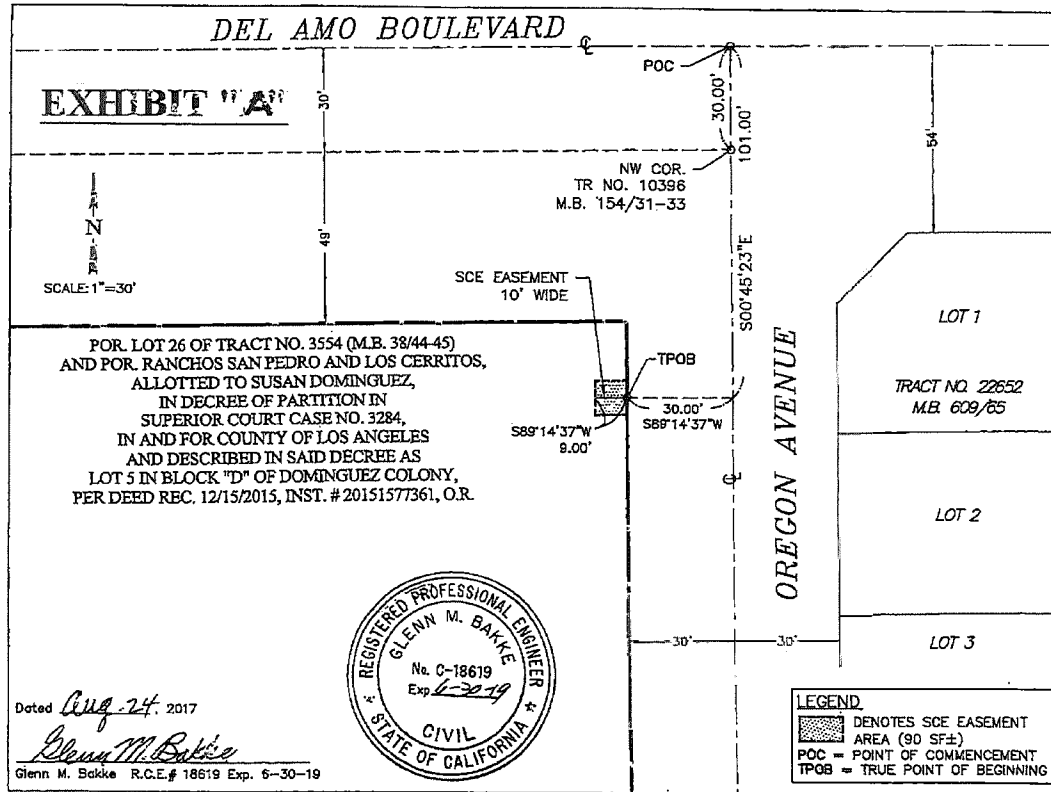 DEL AMO BOULEVARD
℄
POC
EXHIBIT "A"
30'
30.00'
101.00'
54'
NW COR.
TR NO. 10396
M.B. 154/31-33
N
49'
SCALE: 1"=30'
SCE EASEMENT
10' WIDE
S00°45'23"E
LOT 1
POR. LOT 26 OF TRACT NO. 3554 (M.B. 38/44-45)
AND POR. RANCHOS SAN PEDRO AND LOS CERRITOS,
ALLOTTED TO SUSAN DOMINGUEZ,
IN DECREE OF PARTITION IN
SUPERIOR COURT CASE NO. 3284,
IN AND FOR COUNTY OF LOS ANGELES
AND DESCRIBED IN SAID DECREE AS
LOT 5 IN BLOCK "D" OF DOMINGUEZ COLONY,
PER DEED REC. 12/15/2015, INST. # 20151577361, O.R.
TPOB
30.00'
S89°14'37"W
S89°14'37"W
9.00'
TRACT NO. 22652
M.B. 609/65
℄
OREGON AVENUE
LOT 2
30'
30'
LOT 3
REGISTERED PROFESSIONAL ENGINEER
GLENN M. BAKKE
No. C-18619
Exp. 6-30-19
CIVIL
STATE OF CALIFORNIA
Dated Aug. 24, 2017
Glenn M. Bakke
Glenn M. Bakke R.C.E.# 18619 Exp. 6-30-19
LEGEND
DENOTES SCE EASEMENT
AREA (90 SF±)
POC = POINT OF COMMENCEMENT
TPOB = TRUE POINT OF BEGINNING